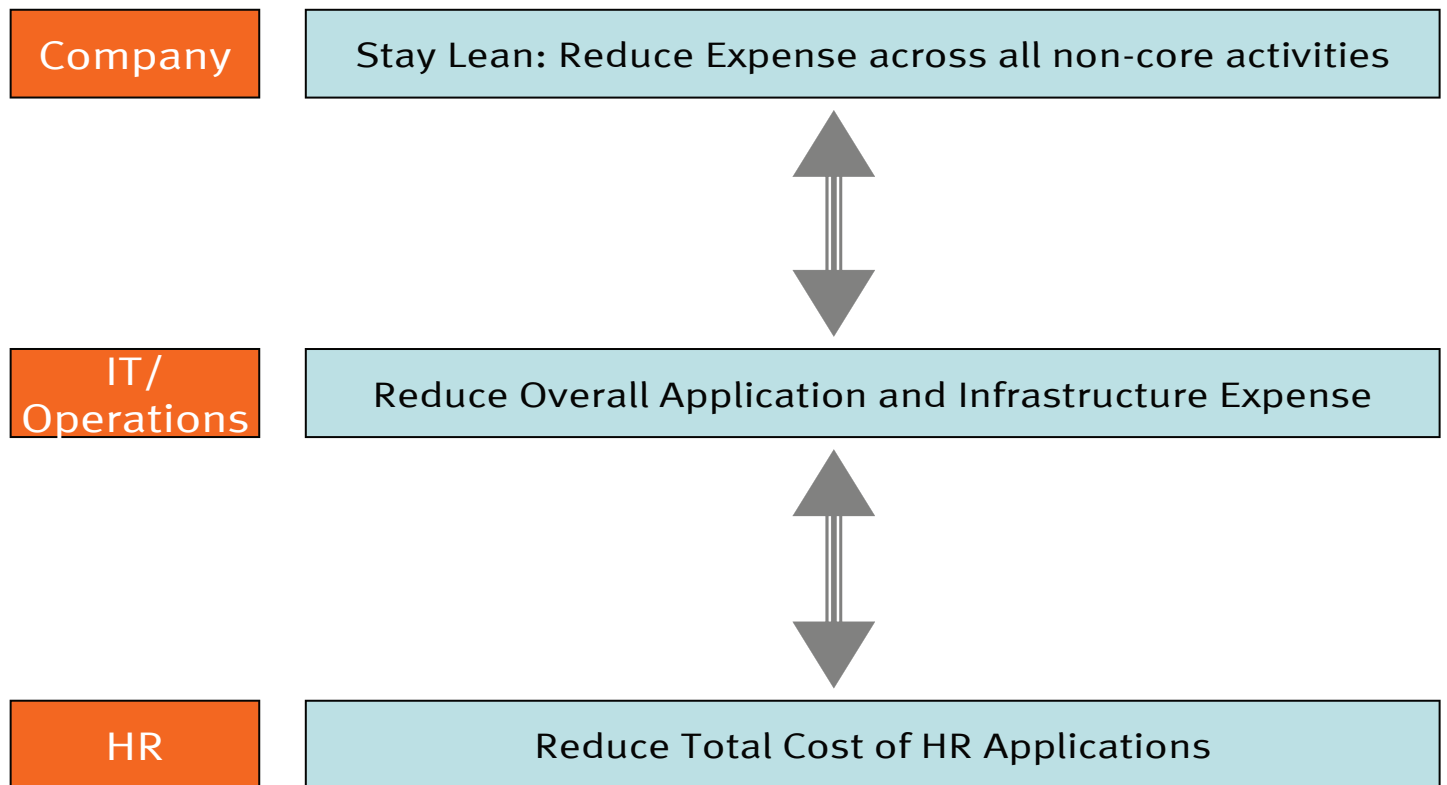 Company
Stay Lean: Reduce Expense across all non-core activities
IT/
Operations
Reduce Overall Application and Infrastructure Expense
HR
Reduce Total Cost of HR Applications